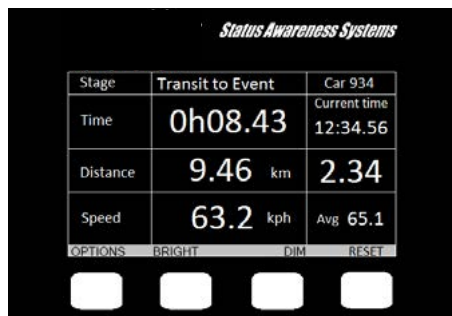 Status Awareness Systems
Stage Transit to Event Car 934
Time 0h08.43 Current time
12:34.56
Distance 9.46 km 2.34
Speed 63.2 kph Avg 65.1
OPTIONS BRIGHT DIM RESET